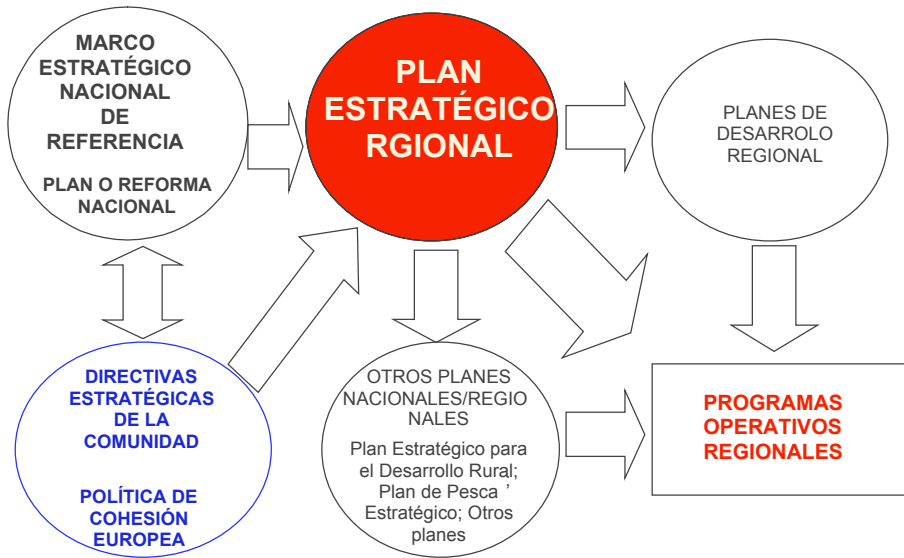 MARCO
ESTRATÉGICO
NACIONAL
DE
REFERENCIA
PLAN O REFORMA
NACIONAL
PLAN
ESTRATÉGICO
RGIONAL
PLANES DE
DESARROLO
REGIONAL
DIRECTIVAS
ESTRATÉGICAS
DE LA
COMUNIDAD
POLÍTICA DE
COHESIÓN
EUROPEA
OTROS PLANES
NACIONALES/REGIO
NALES
Plan Estratégico para
el Desarrollo Rural;
Plan de Pesca ’
Estratégico; Otros
planes
PROGRAMAS
OPERATIVOS
REGIONALES